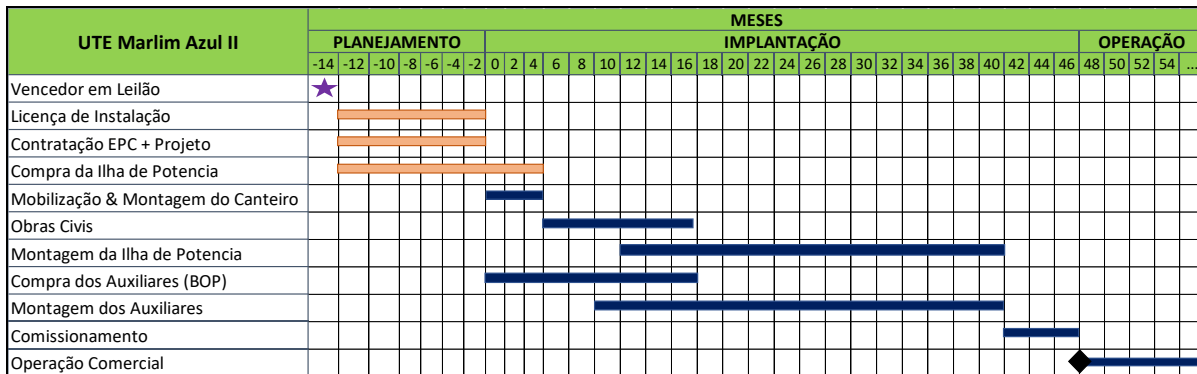 MESES
UTE Marlim Azul II
PLANEJAMENTO IMPLANTAÇÃO OPERAÇÃO
-14 -12 -10 -8 -6 -4 -2 0 2 4 6 8 10 12 14 16 18 20 22 24 26 28 30 32 34 36 38 40 42 44 46 48 50 52 54 ...
Vencedor em Leilão
Licença de Instalação
Contratação EPC + Projeto
Compra da Ilha de Potencia
Mobilização & Montagem do Canteiro
Obras Civis
Montagem da Ilha de Potencia
Compra dos Auxiliares (BOP)
Montagem dos Auxiliares
Comissionamento
Operação Comercial